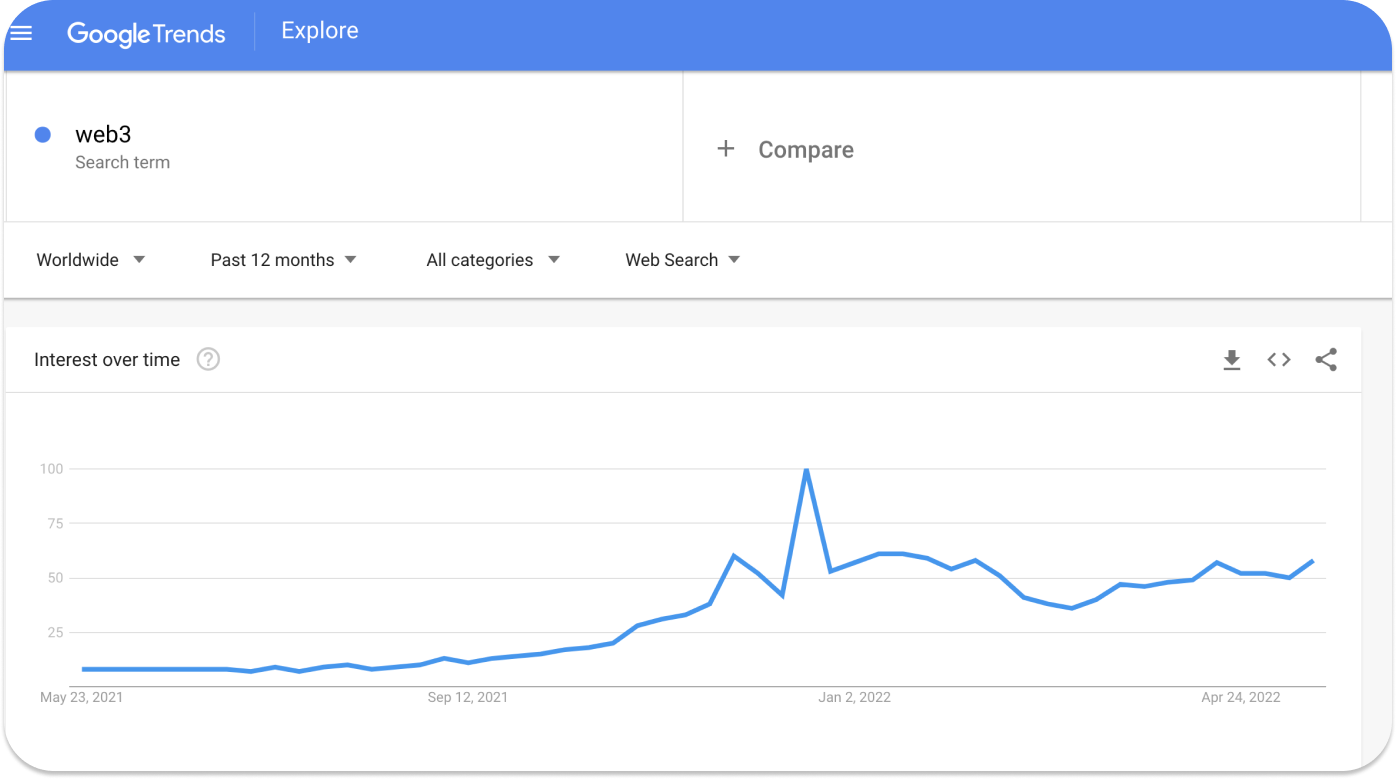 Google Trends Explore
web3
Search term
+ Compare
Worldwide Past 12 months All categories Web Search
Interest over time ?
100
75
50
25
May 23, 2021 Sep 12, 2021 Jan 2, 2022 Apr 24, 2022